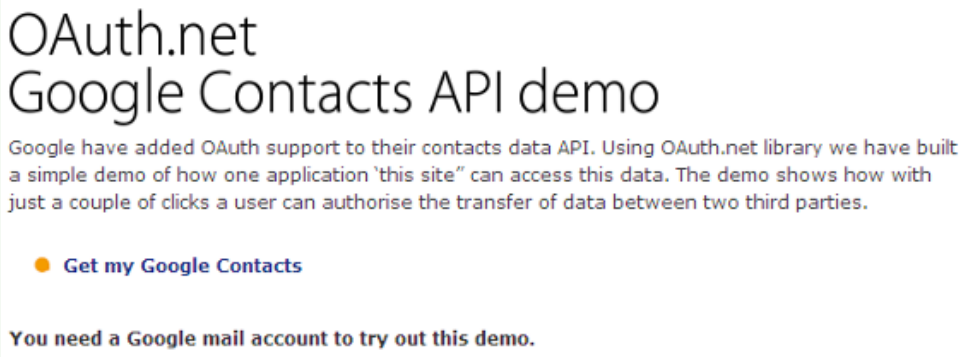 OAuth.net
Google Contacts API demo
Google have added OAuth support to their contacts data API. Using OAuth.net library we have built
a simple demo of how one application `this site” can access this data. The demo shows how with
just a couple of clicks a user can authorise the transfer of data between two third parties.
Get my Google Contacts
You need a Google mail account to try out this demo.